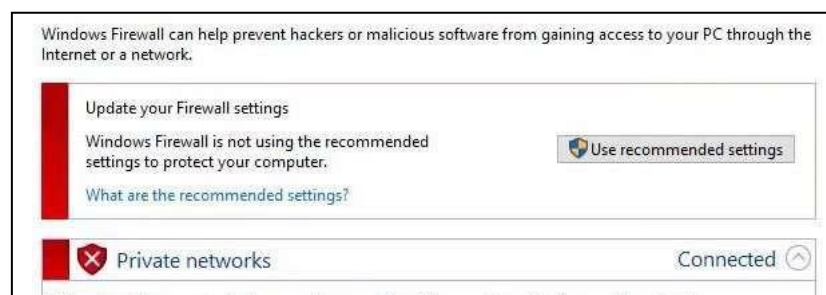 Windows Firewall can help prevent hackers or malicious software from gaining access to your PC through the
Internet or a network.
Update your Firewall settings
Windows Firewall is not using the recommended
settings to protect your computer.
Use recommended settings
What are the recommended settings?
Private networks
Connected